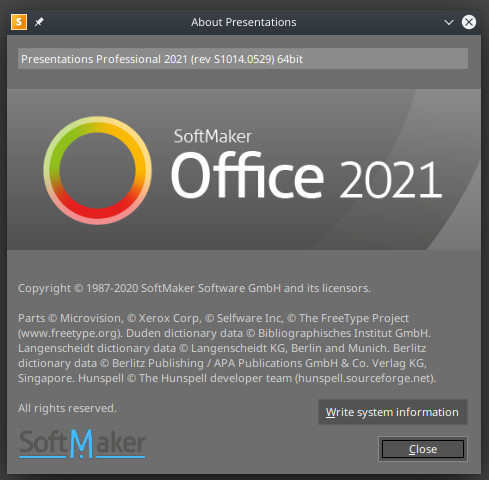 S
About Presentations
Presentations Professional 2021 (rev S1014.0529) 64bit
SoftMaker
Office 2021
Copyright © 1987-2020 SoftMaker Software GmbH and its licensors.
Parts © Microvision, © Xerox Corp, © Selfware Inc, © The FreeType Project
(www.freetype.org). Duden dictionary data © Bibliographisches Institut GmbH.
Langenscheidt dictionary data © Langenscheidt KG, Berlin and Munich. Berlitz
dictionary data © Berlitz Publishing / APA Publications GmbH & Co. Verlag KG,
Singapore. Hunspell © The Hunspell developer team (hunspell.sourceforge.net).
All rights reserved.
Write system information
SoftMaker
Close